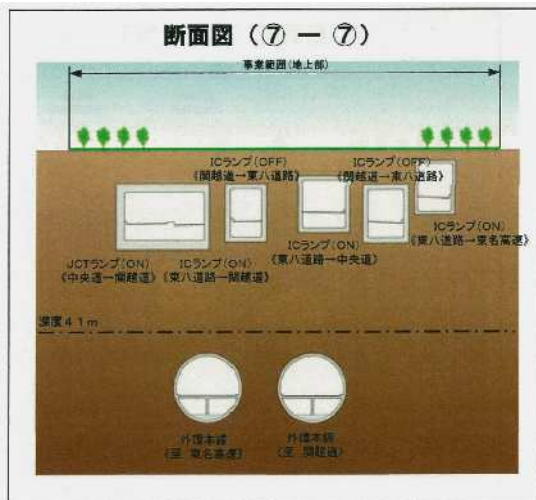 断面図（⑦ ー ⑦）
事業範囲(地上部)
ICランプ(OFF)
《関越道→東八道路》
ICランプ(OFF)
《関越道→東八道路》
JCTランプ(ON)
《中央道→関越道》
ICランプ(ON)
《東八道路→関越道》
ICランプ(ON)
《東八道路→中央道》
ICランプ(ON)
《東八道路→東名高速》
深度41m
外環本線
(至 東名高速)
外環本線
(至 関越道)